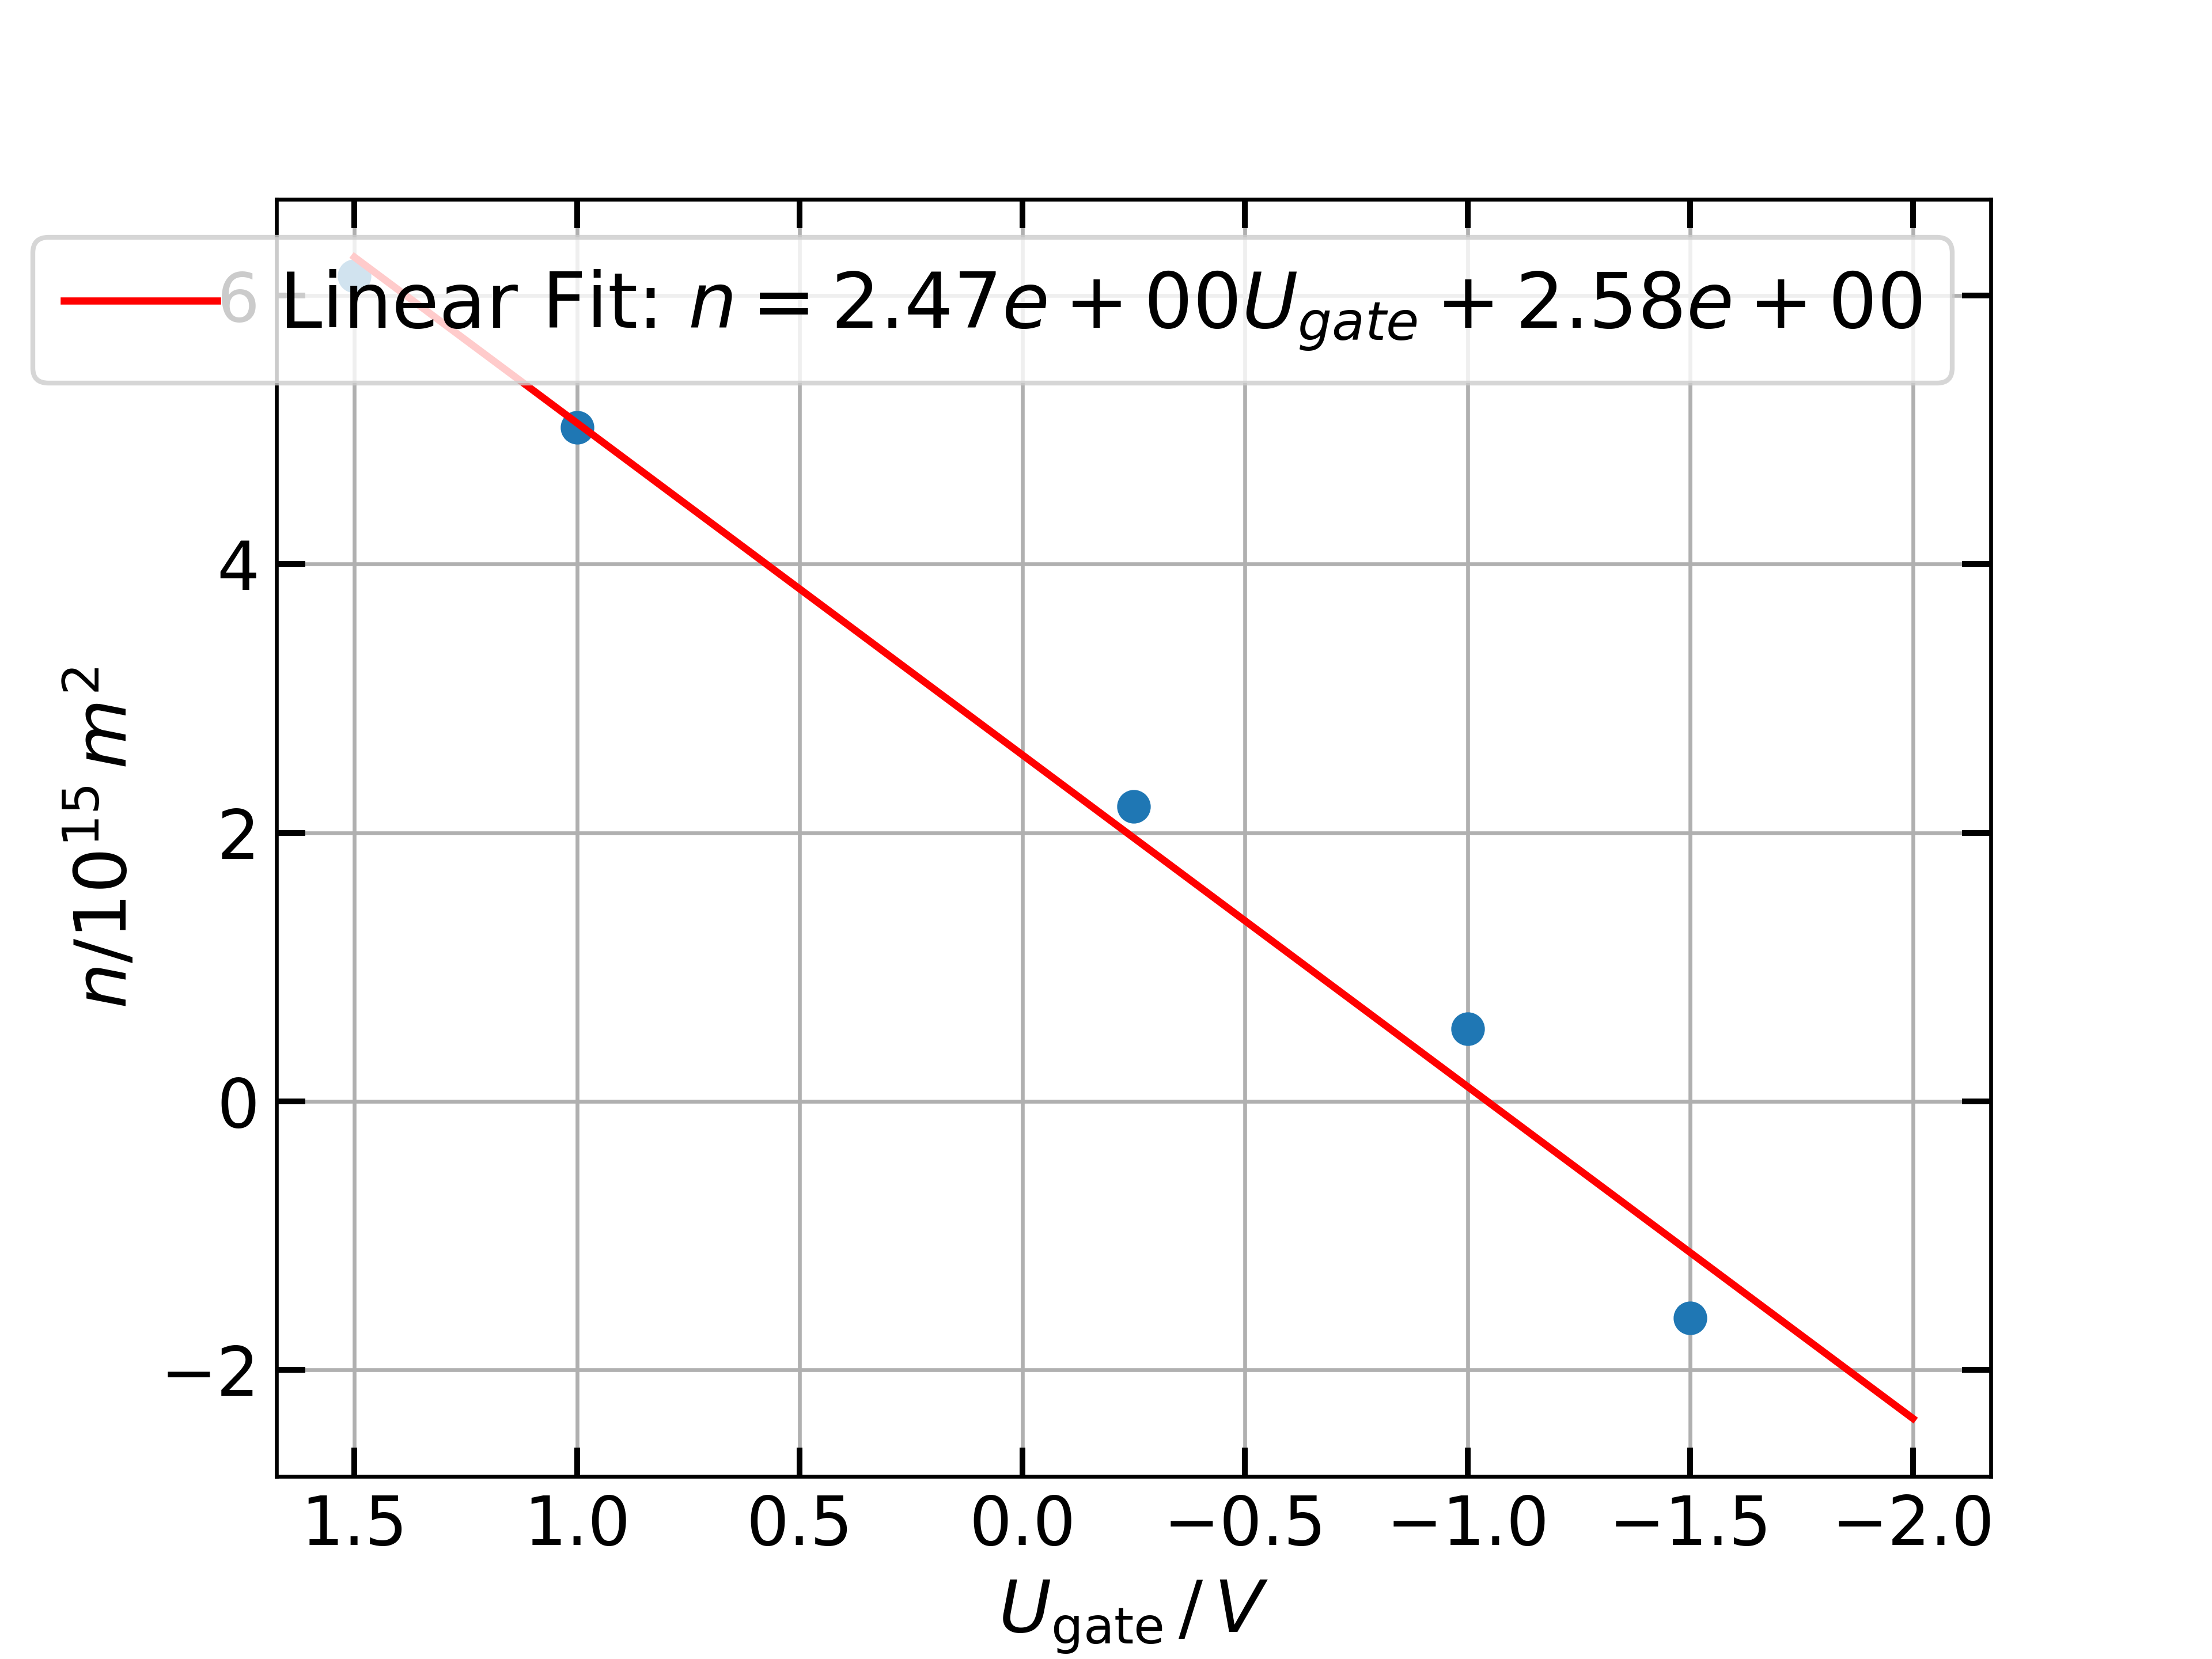 Linear Fit: n = 2.47e + 00U_gate + 2.58e + 00
6
4
2
0
−2
n/10^15 m^2
1.5 1.0 0.5 0.0 −0.5 −1.0 −1.5 −2.0
U_gate / V